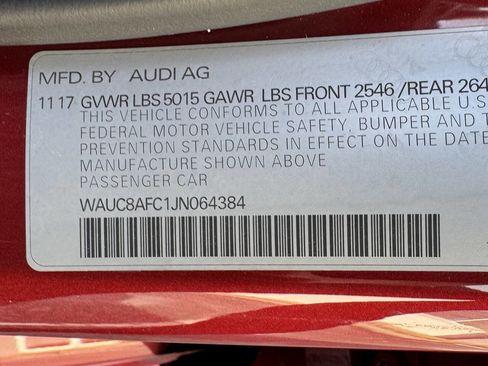 MFD. BY AUDI AG
11 17 GVWR LBS 5015 GAWR LBS FRONT 2546 /REAR 264
THIS VEHICLE CONFORMS TO ALL APPLICABLE U.S
FEDERAL MOTOR VEHICLE SAFETY, BUMPER AND T
PREVENTION STANDARDS IN EFFECT ON THE DATE
MANUFACTURE SHOWN ABOVE
PASSENGER CAR
WAUC8AFC1JN064384